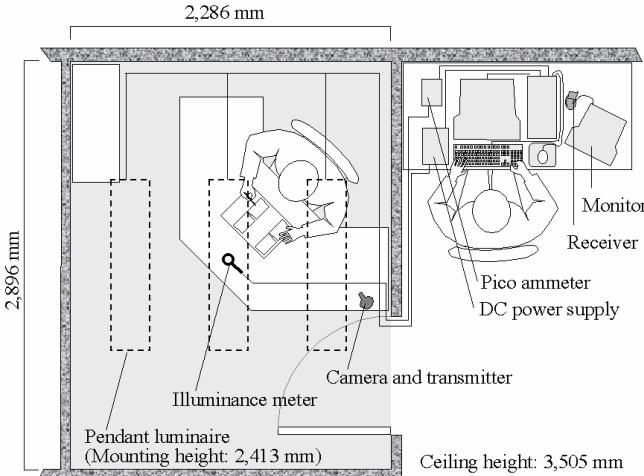 2,286 mm
2,896 mm
Monitor
Receiver
Pico ammeter
DC power supply
Camera and transmitter
Illuminance meter
Pendant luminaire
(Mounting height: 2,413 mm)
Ceiling height: 3,505 mm